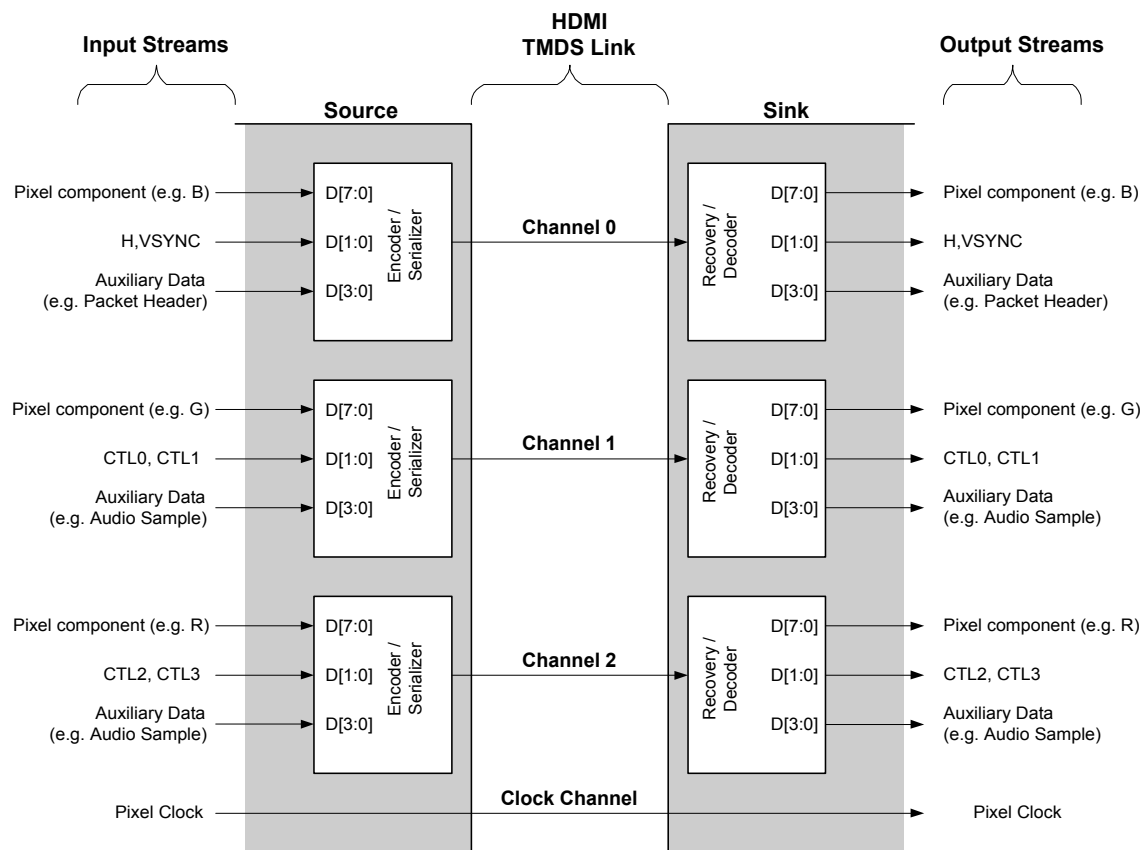 HDMI
TMDS Link
Input Streams
Output Streams
Source
Sink
Pixel component (e.g. B)
H,VSYNC
Auxiliary Data
(e.g. Packet Header)
D[7:0]
D[1:0]
D[3:0]
Encoder /
Serializer
Channel 0
Recovery /
Decoder
D[7:0]
D[1:0]
D[3:0]
Pixel component (e.g. B)
H,VSYNC
Auxiliary Data
(e.g. Packet Header)
Pixel component (e.g. G)
CTL0, CTL1
Auxiliary Data
(e.g. Audio Sample)
D[7:0]
D[1:0]
D[3:0]
Encoder /
Serializer
Channel 1
Recovery /
Decoder
D[7:0]
D[1:0]
D[3:0]
Pixel component (e.g. G)
CTL0, CTL1
Auxiliary Data
(e.g. Audio Sample)
Pixel component (e.g. R)
CTL2, CTL3
Auxiliary Data
(e.g. Audio Sample)
D[7:0]
D[1:0]
D[3:0]
Encoder /
Serializer
Channel 2
Recovery /
Decoder
D[7:0]
D[1:0]
D[3:0]
Pixel component (e.g. R)
CTL2, CTL3
Auxiliary Data
(e.g. Audio Sample)
Pixel Clock
Clock Channel
Pixel Clock